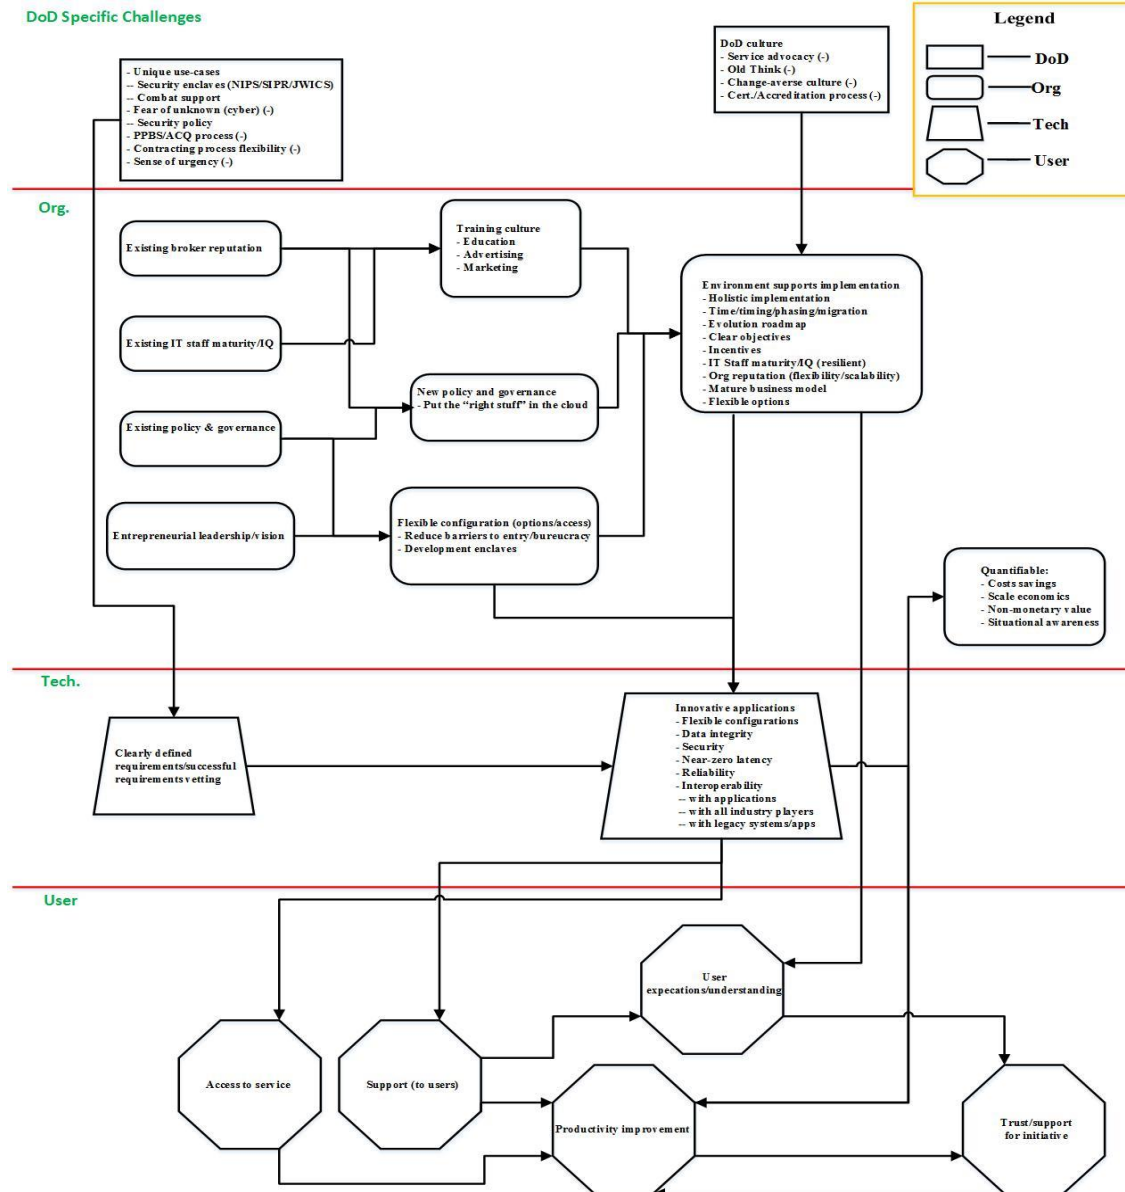 DoD Specific Challenges
- Unique use-cases
-- Security enclaves (NIPS/SIPR/JWICS)
-- Combat support
- Fear of unknown (cyber) (-)
-- Security policy
- PPBS/ACQ process (-)
- Contracting process flexibility (-)
- Sense of urgency (-)
DoD culture
- Service advocacy (-)
- Old Think (-)
- Change-averse culture (-)
- Cert./Accreditation process (-)
Legend
DoD
Org
Tech
User
Org.
Existing broker reputation
Existing IT staff maturity/IQ
Existing policy & governance
Entrepreneurial leadership/vision
Training culture
- Education
- Advertising
- Marketing
New policy and governance
- Put the “right stuff” in the cloud
Flexible configuration (options/access)
- Reduce barriers to entry/bureucracy
- Development enclaves
Environment supports implementation
- Holistic implementation
- Time/timing/phasing/migration
- Evolution roadmap
- Clear objectives
- Incentives
- IT Staff maturity/IQ (resilient)
- Org reputation (flexibility/scalability)
- Mature business model
- Flexible options
Quantifiable:
- Costs savings
- Scale economics
- Non-monetary value
- Situational awareness
Tech.
Clearly defined
requirements/successful
requirements vetting
Innovative applications
- Flexible configurations
- Data integrity
- Security
- Near-zero latency
- Reliability
- Interoperability
-- with applications
-- with all industry players
-- with legacy systems/apps
User
User
expecations/understanding
Access to service
Support (to users)
Productivity improvement
Trust/support
for initiative